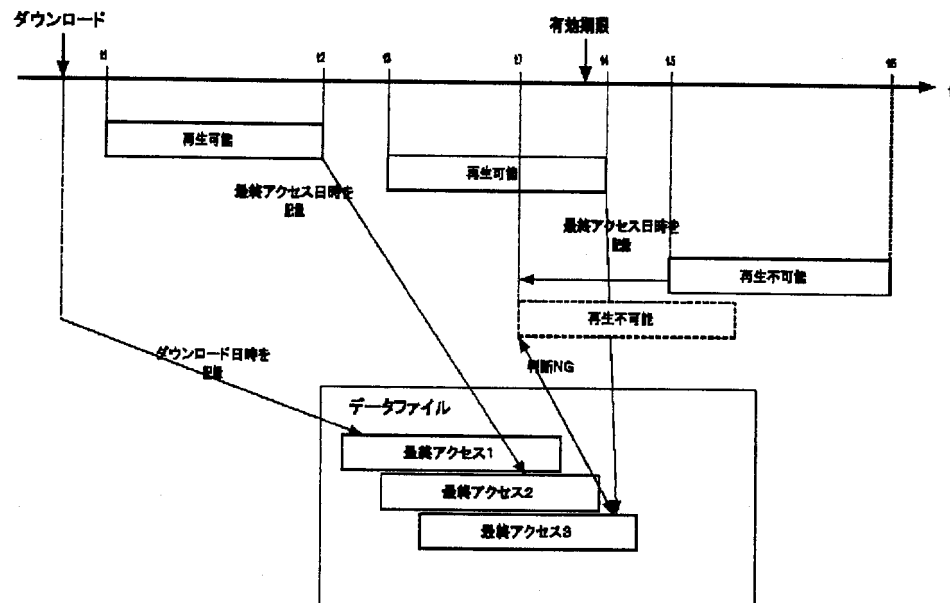 ダウンロード
有効期限
t1
t2
t3
t7
t4
t5
t6
t
再生可能
再生可能
最終アクセス日時を
記録
最終アクセス日時を
記録
再生不可能
再生不可能
ダウンロード日時を
記録
判断NG
データファイル
最終アクセス1
最終アクセス2
最終アクセス3